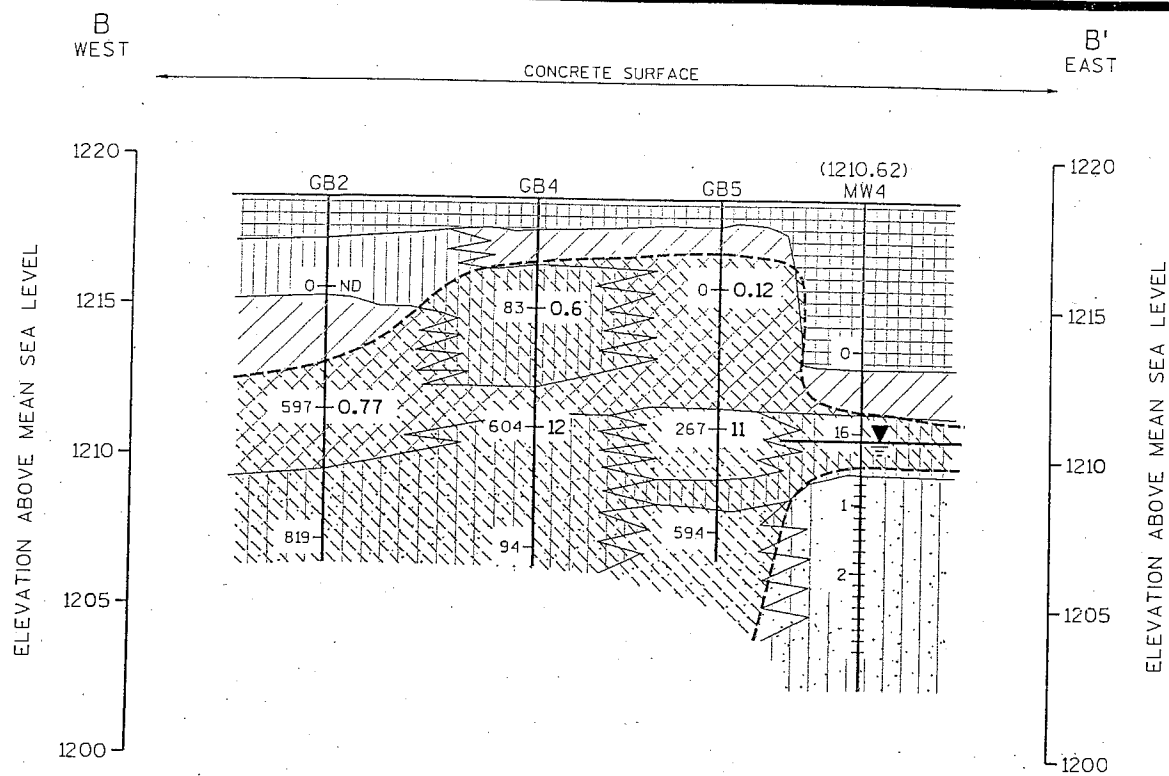 B
WEST
B'
EAST
CONCRETE SURFACE
1220
1215
1210
1205
1200
ELEVATION ABOVE MEAN SEA LEVEL
GB2
GB4
GB5
(1210.62)
MW4
0 ND
83 0.6
0 0.12
0
597 0.77
604 12
267 11
16
819
94
594
1
2
3
1220
1215
1210
1205
1200
ELEVATION ABOVE MEAN SEA LEVEL